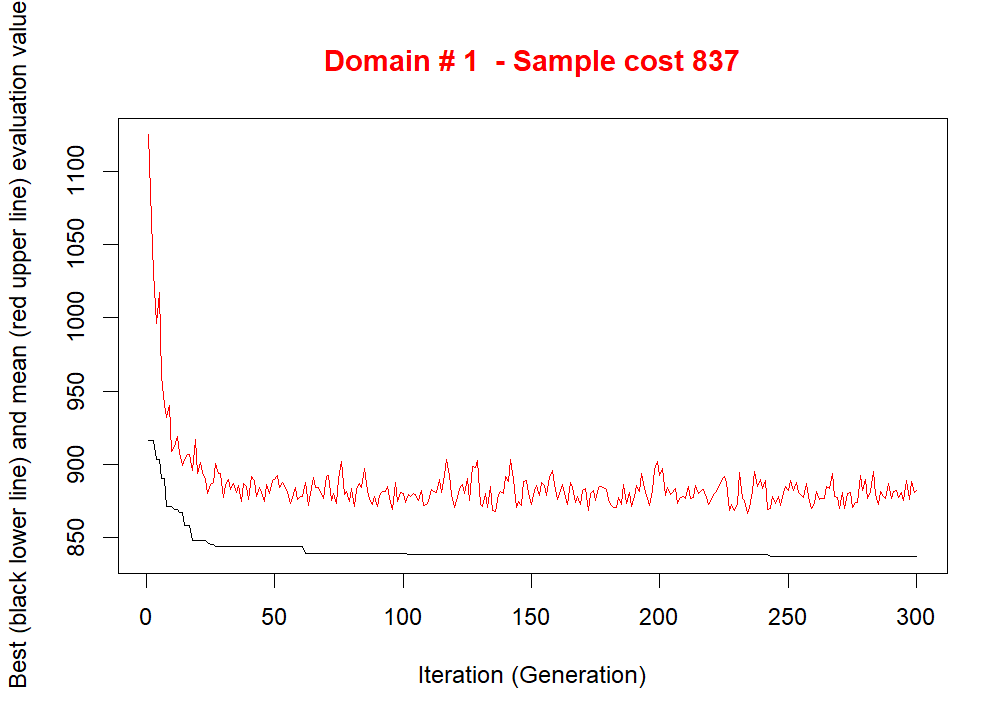 Domain # 1  - Sample cost 837
Best (black lower line) and mean (red upper line) evaluation value
1100
1050
1000
950
900
850
0 50 100 150 200 250 300
Iteration (Generation)